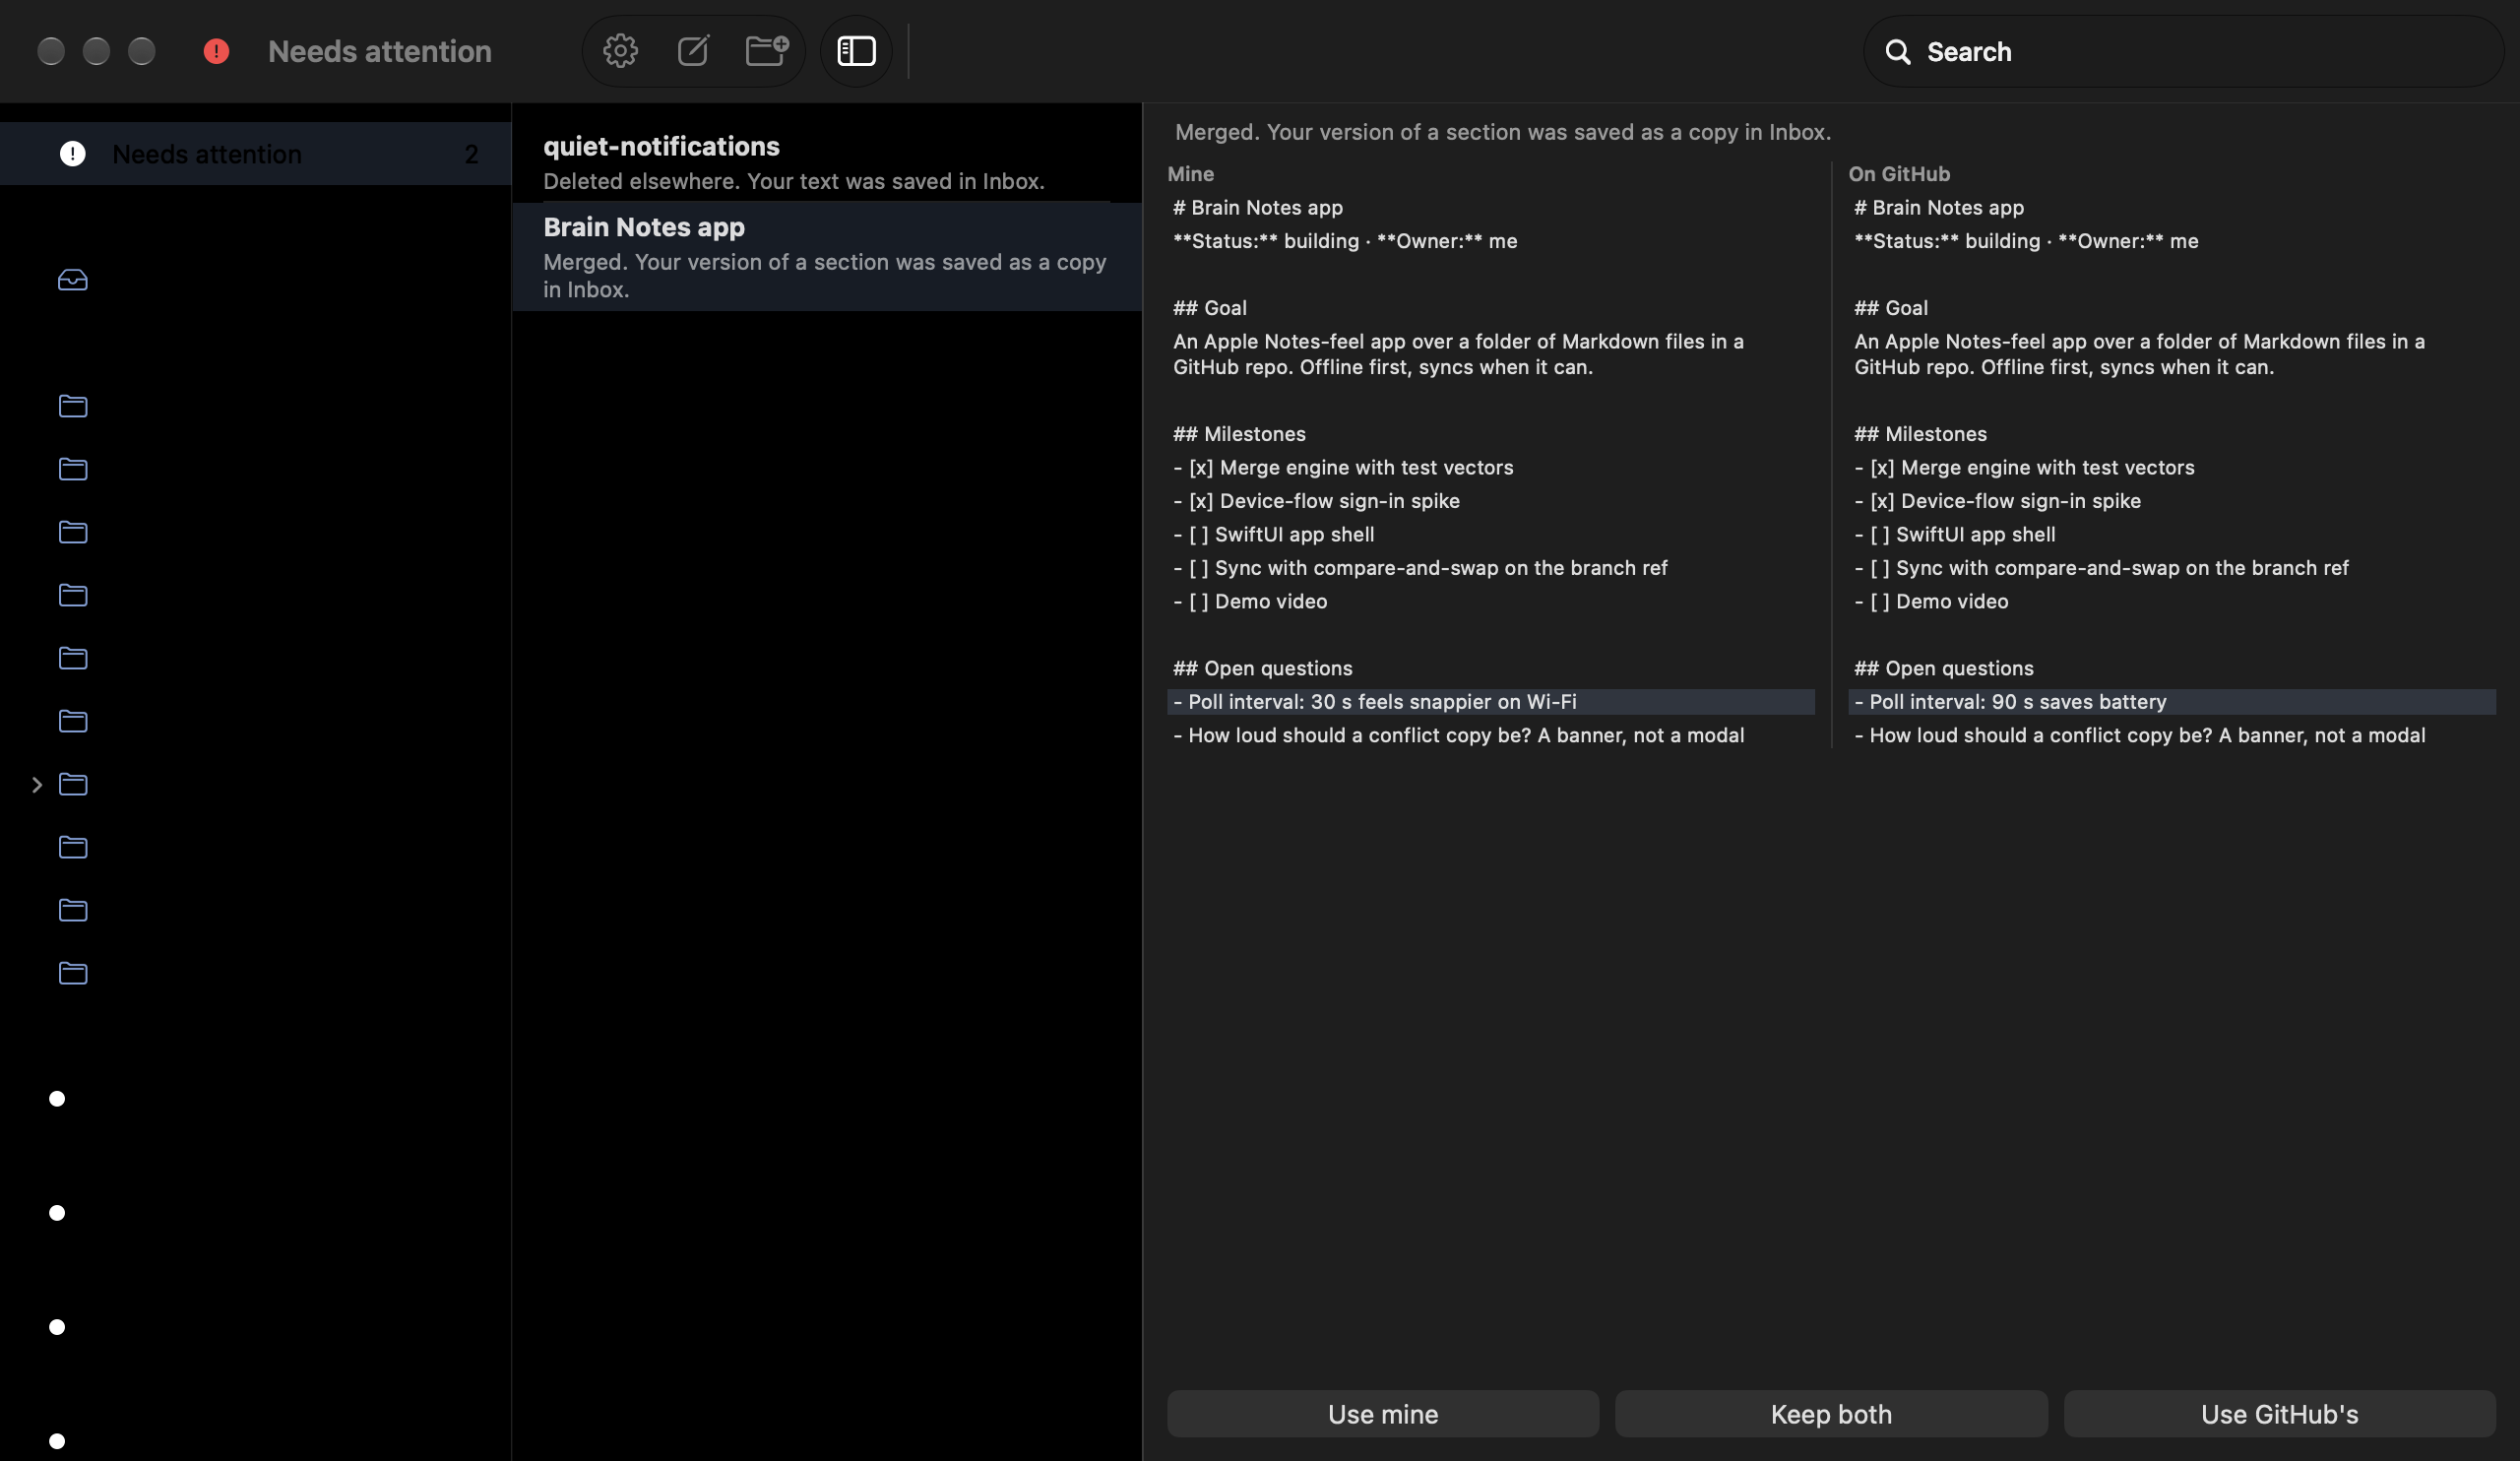 Needs attention
Search
Needs attention 2
quiet-notifications
Deleted elsewhere. Your text was saved in Inbox.
Brain Notes app
Merged. Your version of a section was saved as a copy
in Inbox.
Merged. Your version of a section was saved as a copy in Inbox.
Mine
# Brain Notes app
**Status:** building · **Owner:** me
## Goal
An Apple Notes-feel app over a folder of Markdown files in a
GitHub repo. Offline first, syncs when it can.
## Milestones
- [x] Merge engine with test vectors
- [x] Device-flow sign-in spike
- [ ] SwiftUI app shell
- [ ] Sync with compare-and-swap on the branch ref
- [ ] Demo video
## Open questions
- Poll interval: 30 s feels snappier on Wi-Fi
- How loud should a conflict copy be? A banner, not a modal
On GitHub
# Brain Notes app
**Status:** building · **Owner:** me
## Goal
An Apple Notes-feel app over a folder of Markdown files in a
GitHub repo. Offline first, syncs when it can.
## Milestones
- [x] Merge engine with test vectors
- [x] Device-flow sign-in spike
- [ ] SwiftUI app shell
- [ ] Sync with compare-and-swap on the branch ref
- [ ] Demo video
## Open questions
- Poll interval: 90 s saves battery
- How loud should a conflict copy be? A banner, not a modal
Use mine
Keep both
Use GitHub's